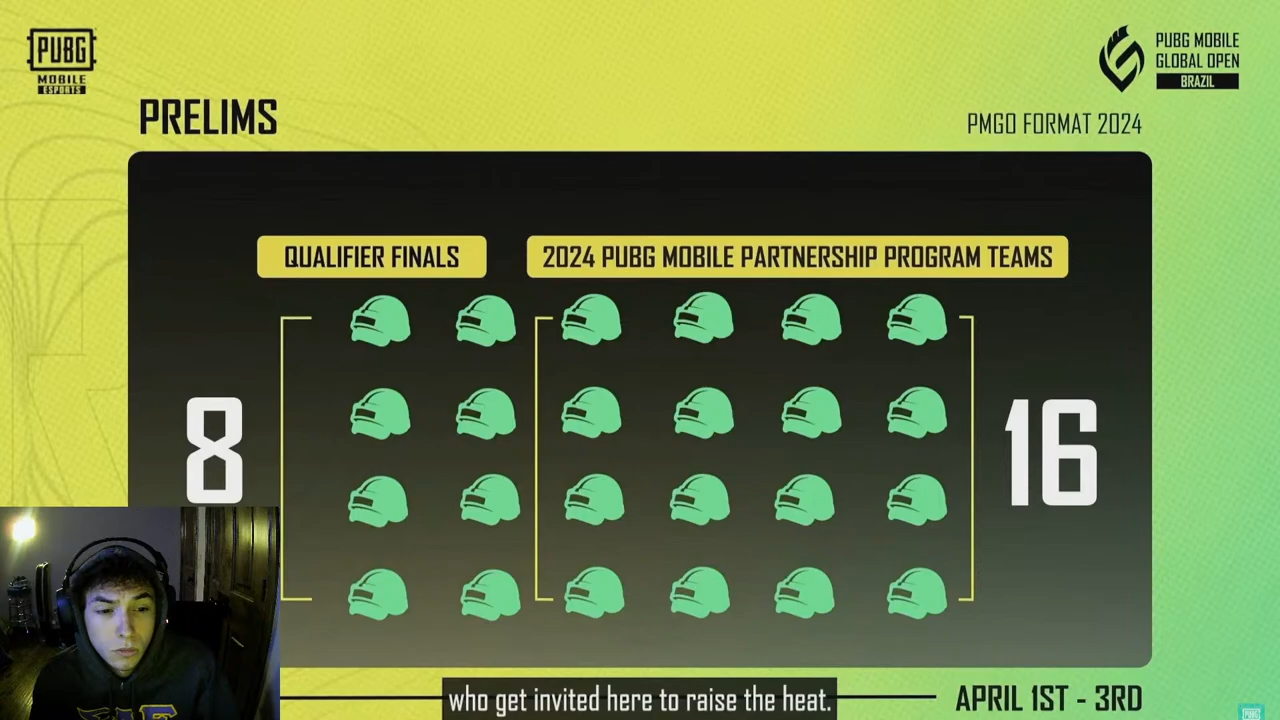 PUBG
MOBILE
ESPORTS
PUBG MOBILE
GLOBAL OPEN
BRAZIL
PRELIMS
PMGO FORMAT 2024
QUALIFIER FINALS
2024 PUBG MOBILE PARTNERSHIP PROGRAM TEAMS
8
16
who get invited here to raise the heat.
APRIL 1ST - 3RD